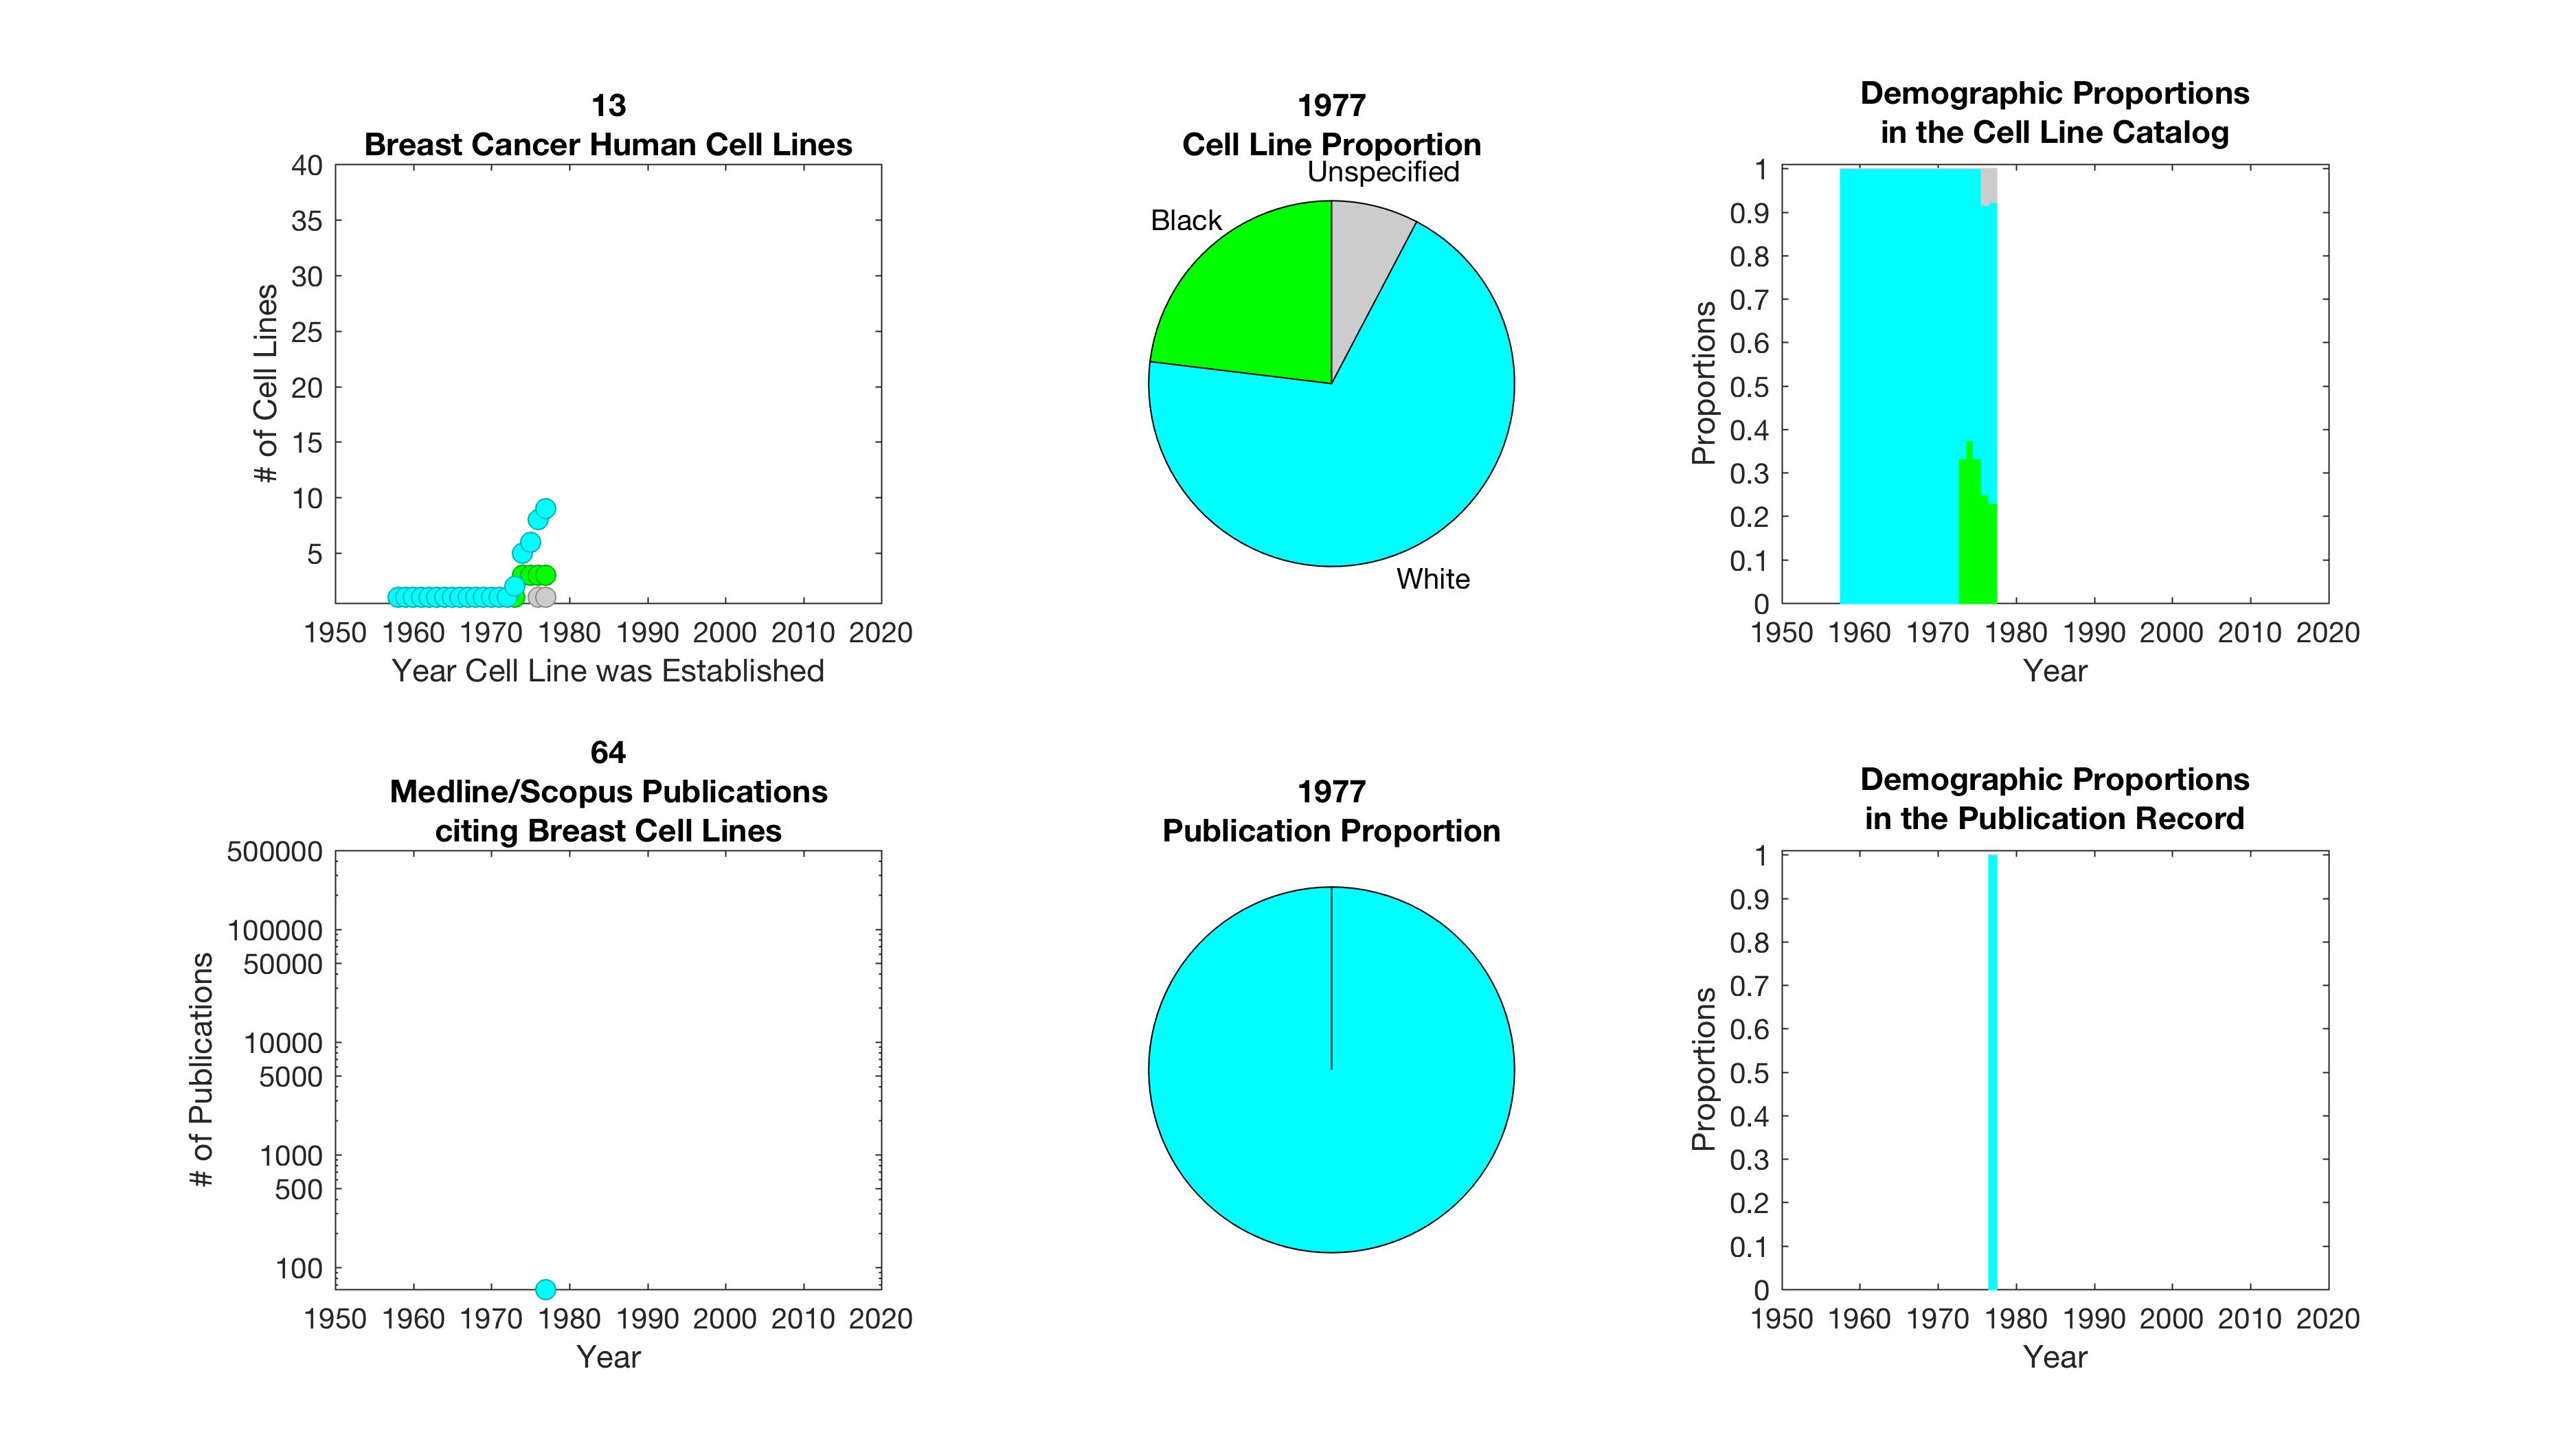 13
Breast Cancer Human Cell Lines
40
35
30
25
20
15
10
5
# of Cell Lines
1950 1960 1970 1980 1990 2000 2010 2020
Year Cell Line was Established
1977
Cell Line Proportion
Unspecified
Black
White
Demographic Proportions
in the Cell Line Catalog
1
0.9
0.8
0.7
0.6
0.5
0.4
0.3
0.2
0.1
0
Proportions
1950 1960 1970 1980 1990 2000 2010 2020
Year
64
Medline/Scopus Publications
citing Breast Cell Lines
500000
100000
50000
10000
5000
1000
500
100
# of Publications
1950 1960 1970 1980 1990 2000 2010 2020
Year
1977
Publication Proportion
Demographic Proportions
in the Publication Record
1
0.9
0.8
0.7
0.6
0.5
0.4
0.3
0.2
0.1
0
Proportions
1950 1960 1970 1980 1990 2000 2010 2020
Year